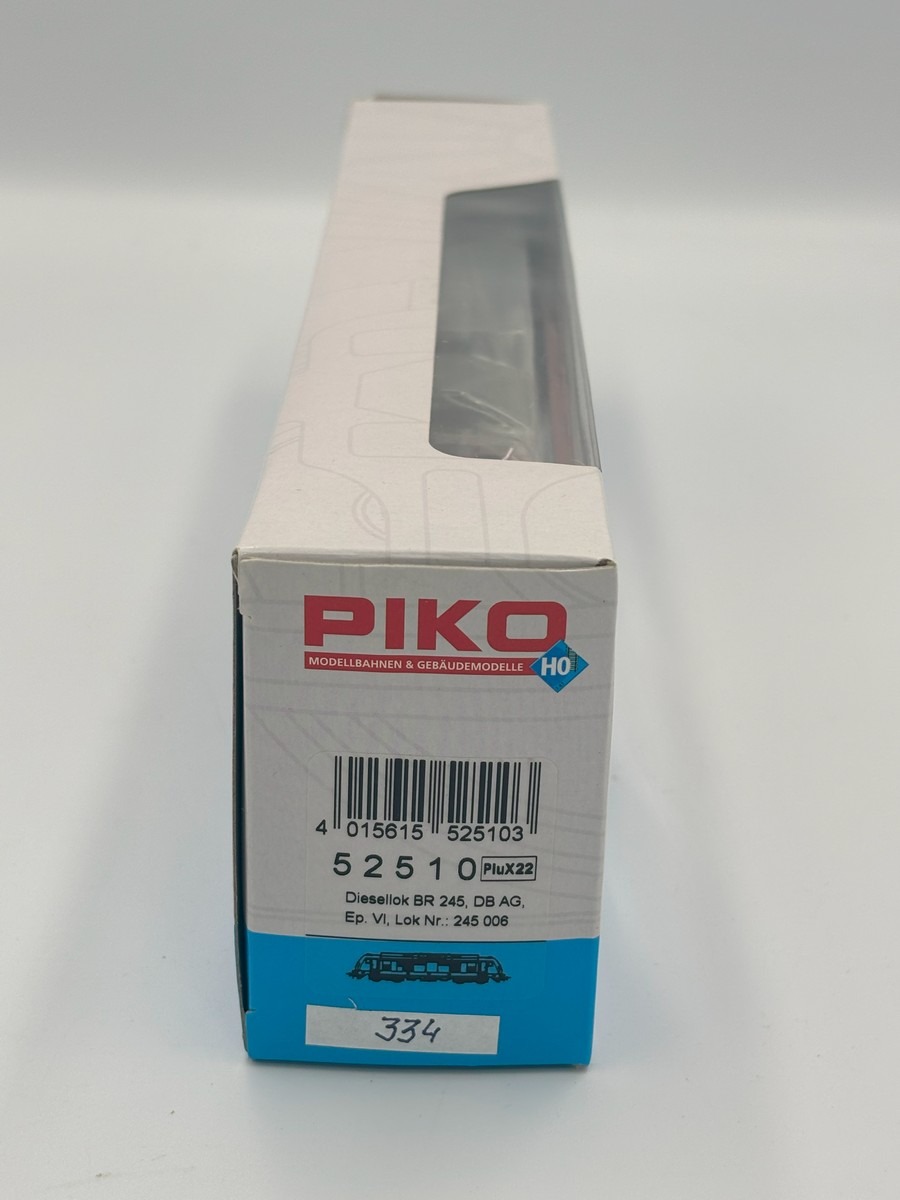 PIKO
MODELLBAHNEN & GEBÄUDEMODELLE
H0
4 015615 525103
52510 PluX22
Diesellok BR 245, DB AG,
Ep. VI, Lok Nr.: 245 006
334